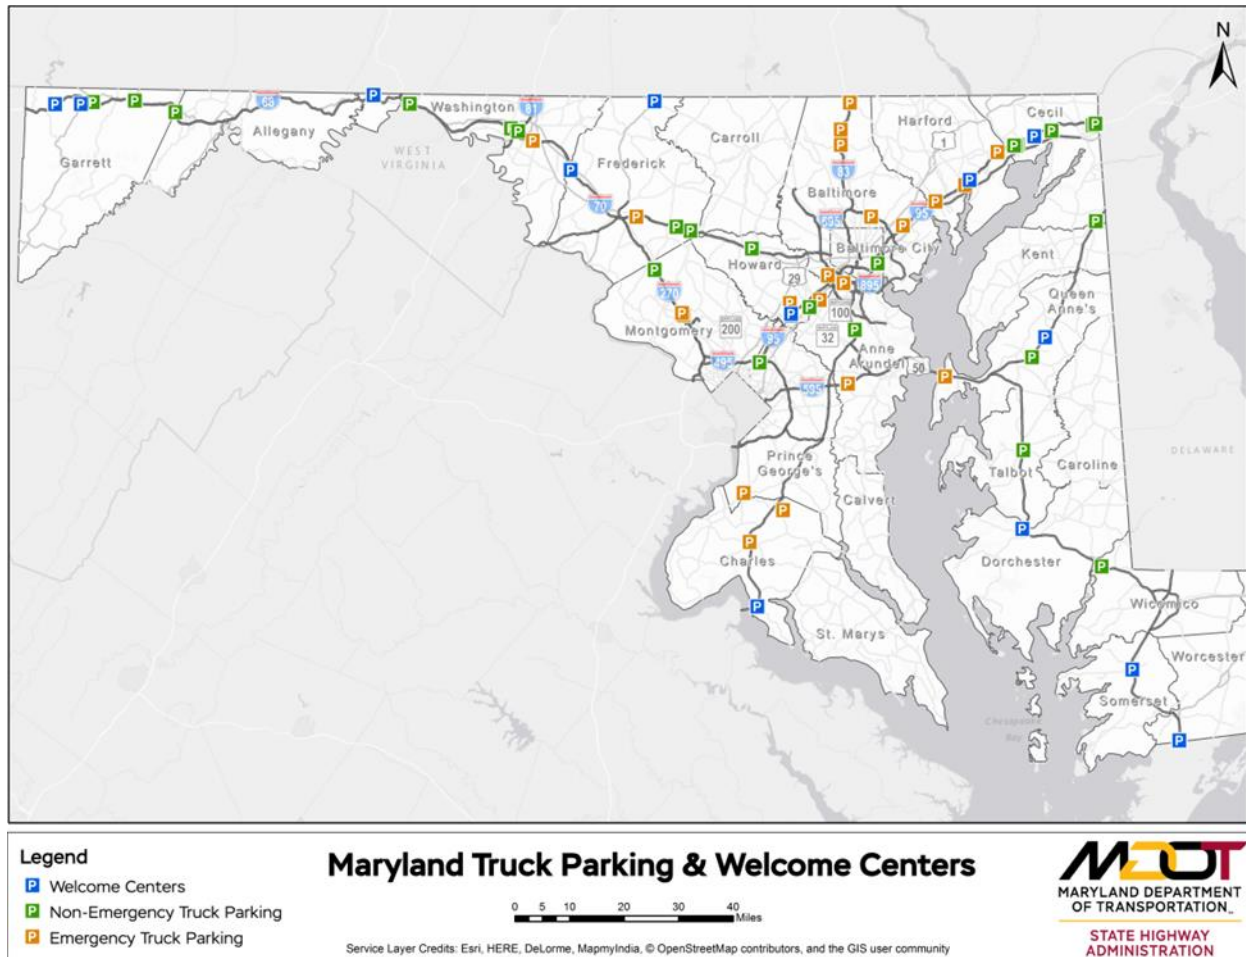 N
68
Washington
81
Allegany
Garrett
WEST
VIRGINIA
Frederick
Carroll
Harford
Cecil
1
83
Baltimore
70
695
95
Baltimore City
Kent
Howard
29
895
Queen
Anne's
270
Montgomery
200
100
32
95
Anne
Arundel
495
50
595
Prince
George's
Talbot
Caroline
DELAWARE
Calvert
Charles
Dorchester
St. Marys
Wicomico
Worcester
Somerset
Chesapeake
Bay
P
Legend
P Welcome Centers
P Non-Emergency Truck Parking
P Emergency Truck Parking
Maryland Truck Parking & Welcome Centers
0 5 10 20 30 40
Miles
Service Layer Credits: Esri, HERE, DeLorme, MapmyIndia, © OpenStreetMap contributors, and the GIS user community
MDOT
MARYLAND DEPARTMENT
OF TRANSPORTATION
STATE HIGHWAY
ADMINISTRATION